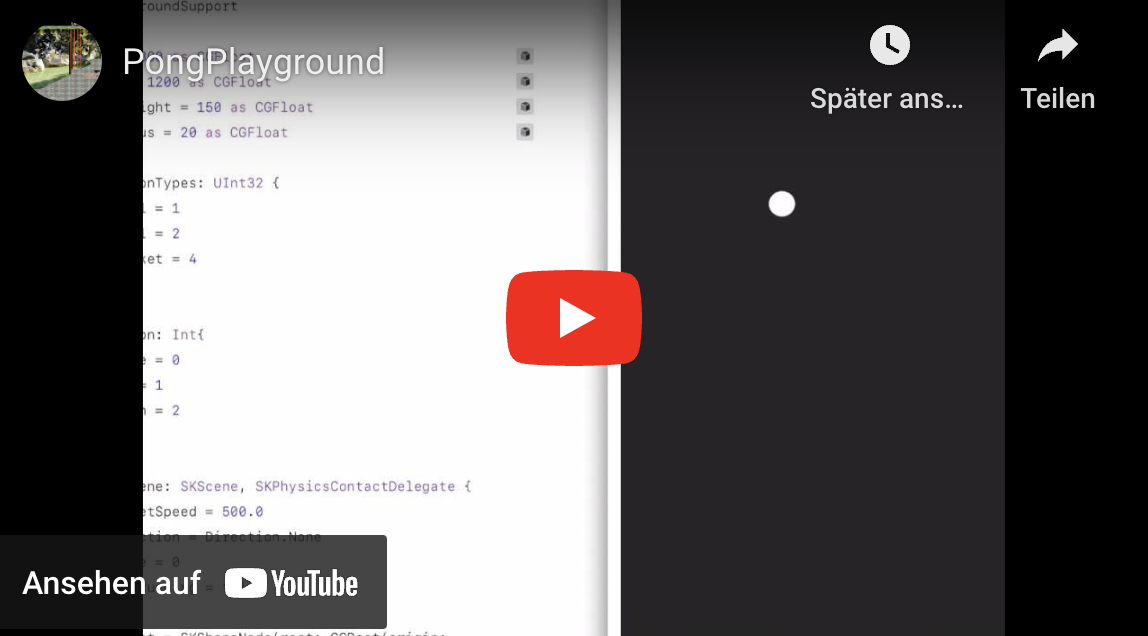 PongPlayground
Später ans…
Teilen
roundSupport
as CGFloat
1200 as CGFloat
ight = 150 as CGFloat
us = 20 as CGFloat
onTypes: UInt32 {
l = 1
l = 2
ket = 4
on: Int{
e = 0
= 1
n = 2
ene: SKScene, SKPhysicsContactDelegate {
etSpeed = 500.0
ction = Direction.None
e = 0
Ansehen auf YouTube